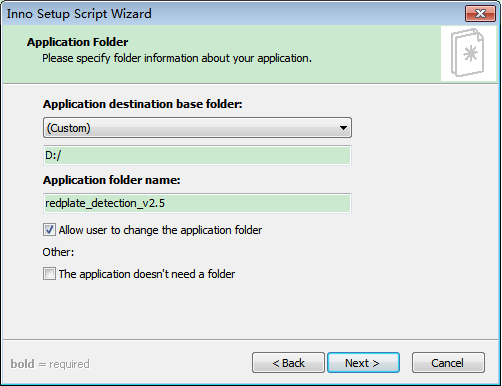 Inno Setup Script Wizard
Application Folder
Please specify folder information about your application.
Application destination base folder:
(Custom)
D:/
Application folder name:
redplate_detection_v2.5
Allow user to change the application folder
Other:
The application doesn't need a folder
bold = required
< Back
Next >
Cancel